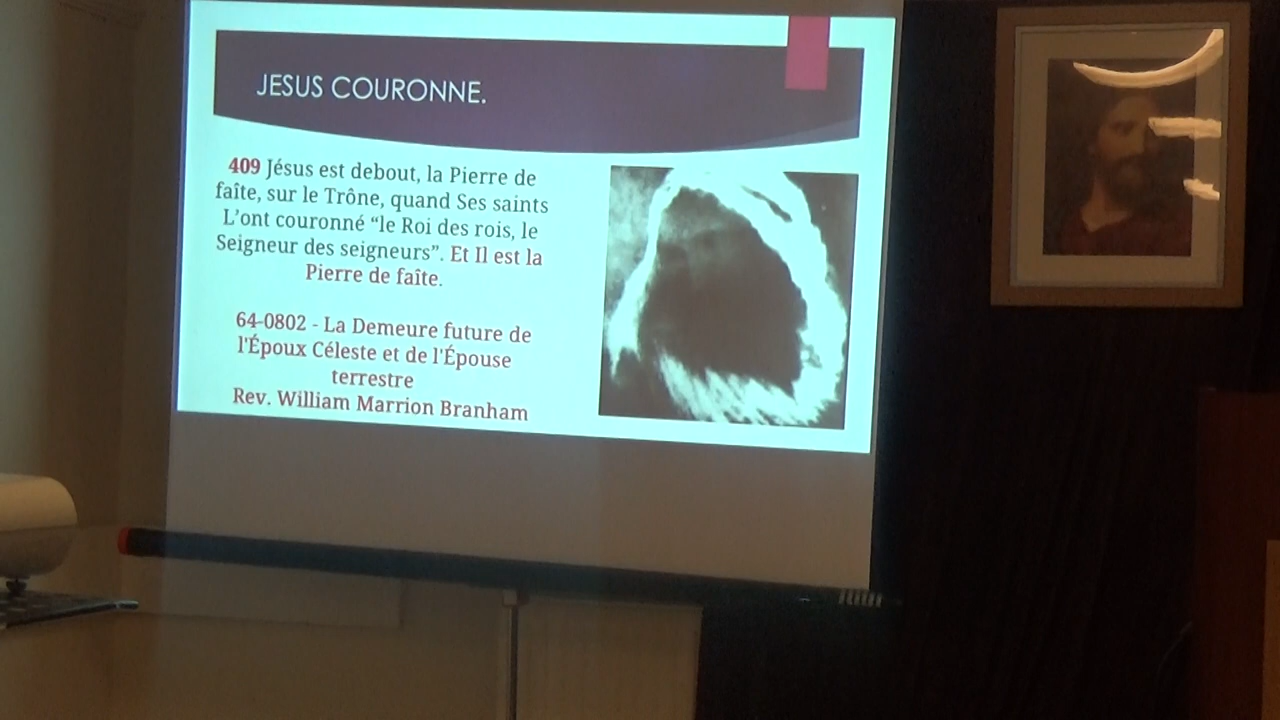 JESUS COURONNE.
409 Jésus est debout, la Pierre de
faîte, sur le Trône, quand Ses saints
L’ont couronné “le Roi des rois, le
Seigneur des seigneurs”. Et Il est la
Pierre de faîte.
64-0802 - La Demeure future de
l'Époux Céleste et de l'Épouse
terrestre
Rev. William Marrion Branham